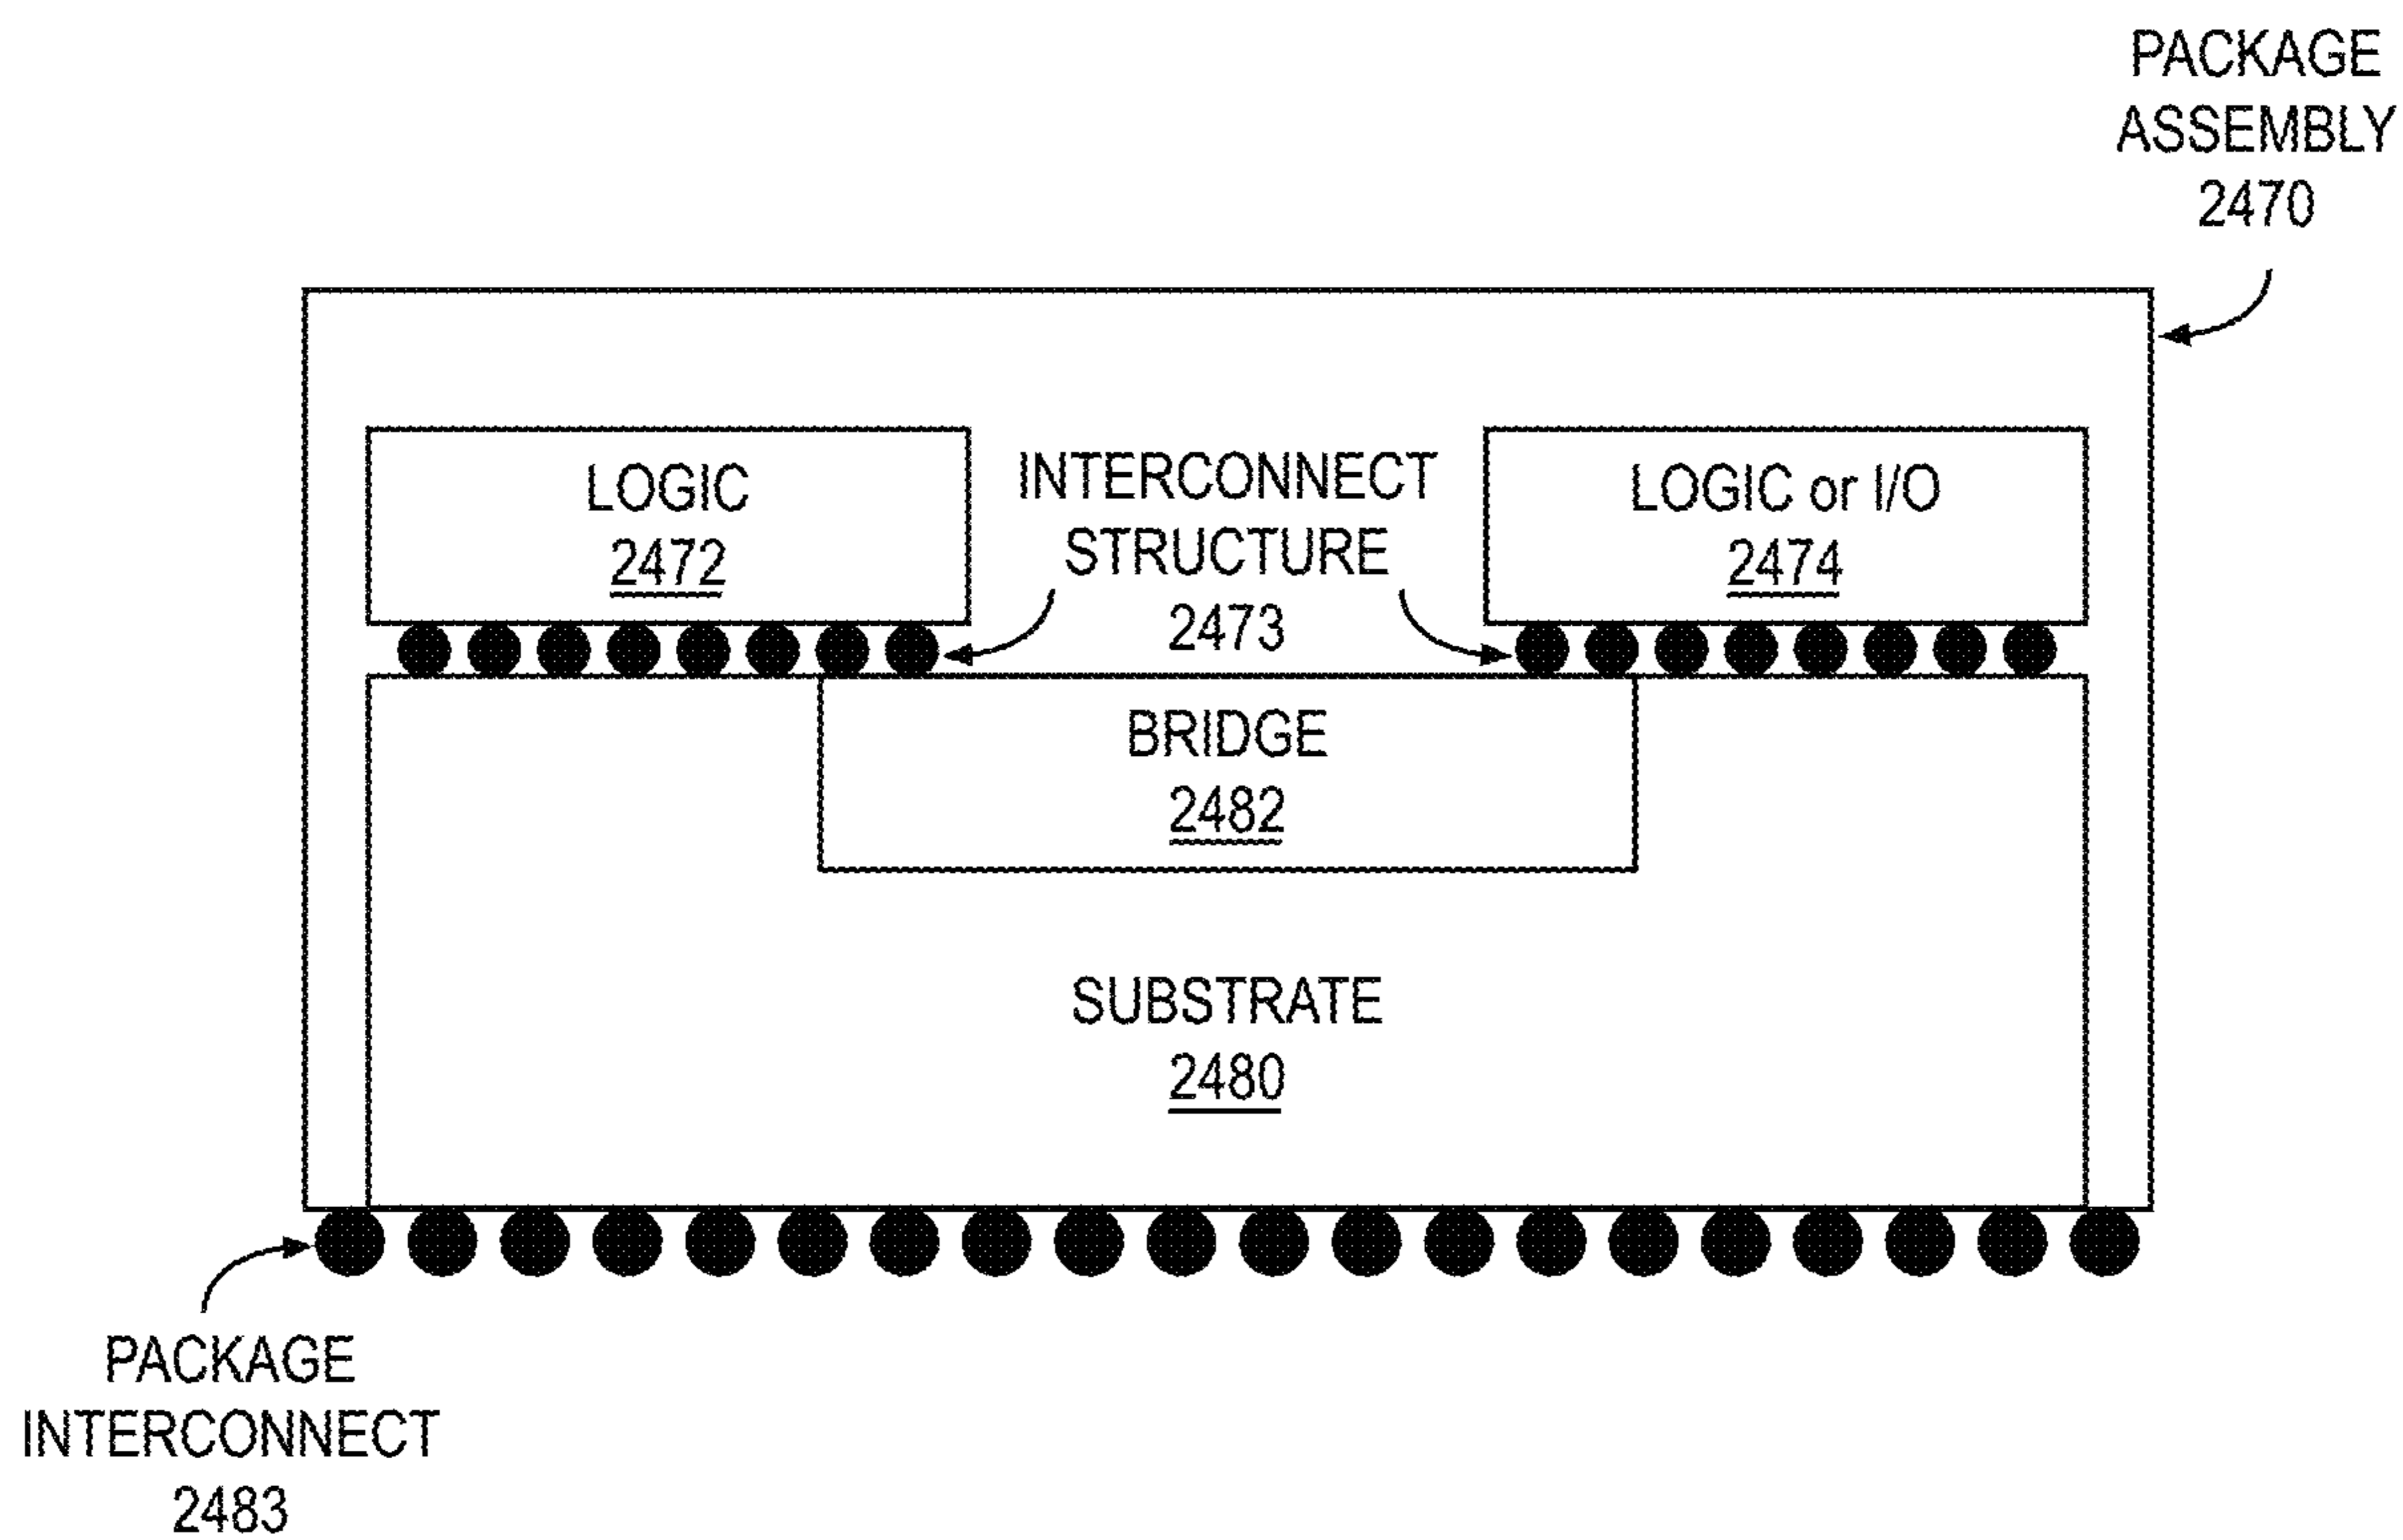 PACKAGE
ASSEMBLY
2470
LOGIC
2472
INTERCONNECT
STRUCTURE
2473
LOGIC or I/O
2474
BRIDGE
2482
SUBSTRATE
2480
PACKAGE
INTERCONNECT
2483